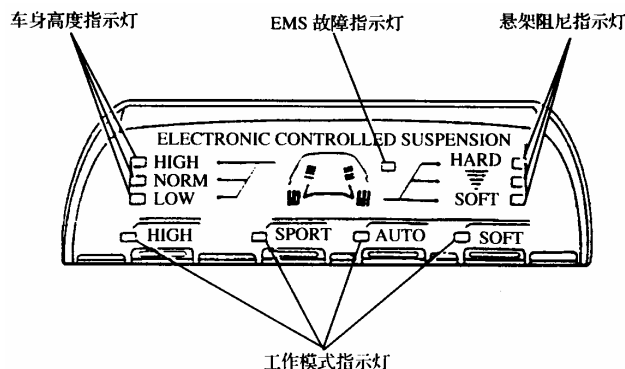 车身高度指示灯
EMS 故障指示灯
悬架阻尼指示灯
ELECTRONIC CONTROLLED SUSPENSION
HIGH
NORM
LOW
HARD
SOFT
HIGH
SPORT
AUTO
SOFT
工作模式指示灯